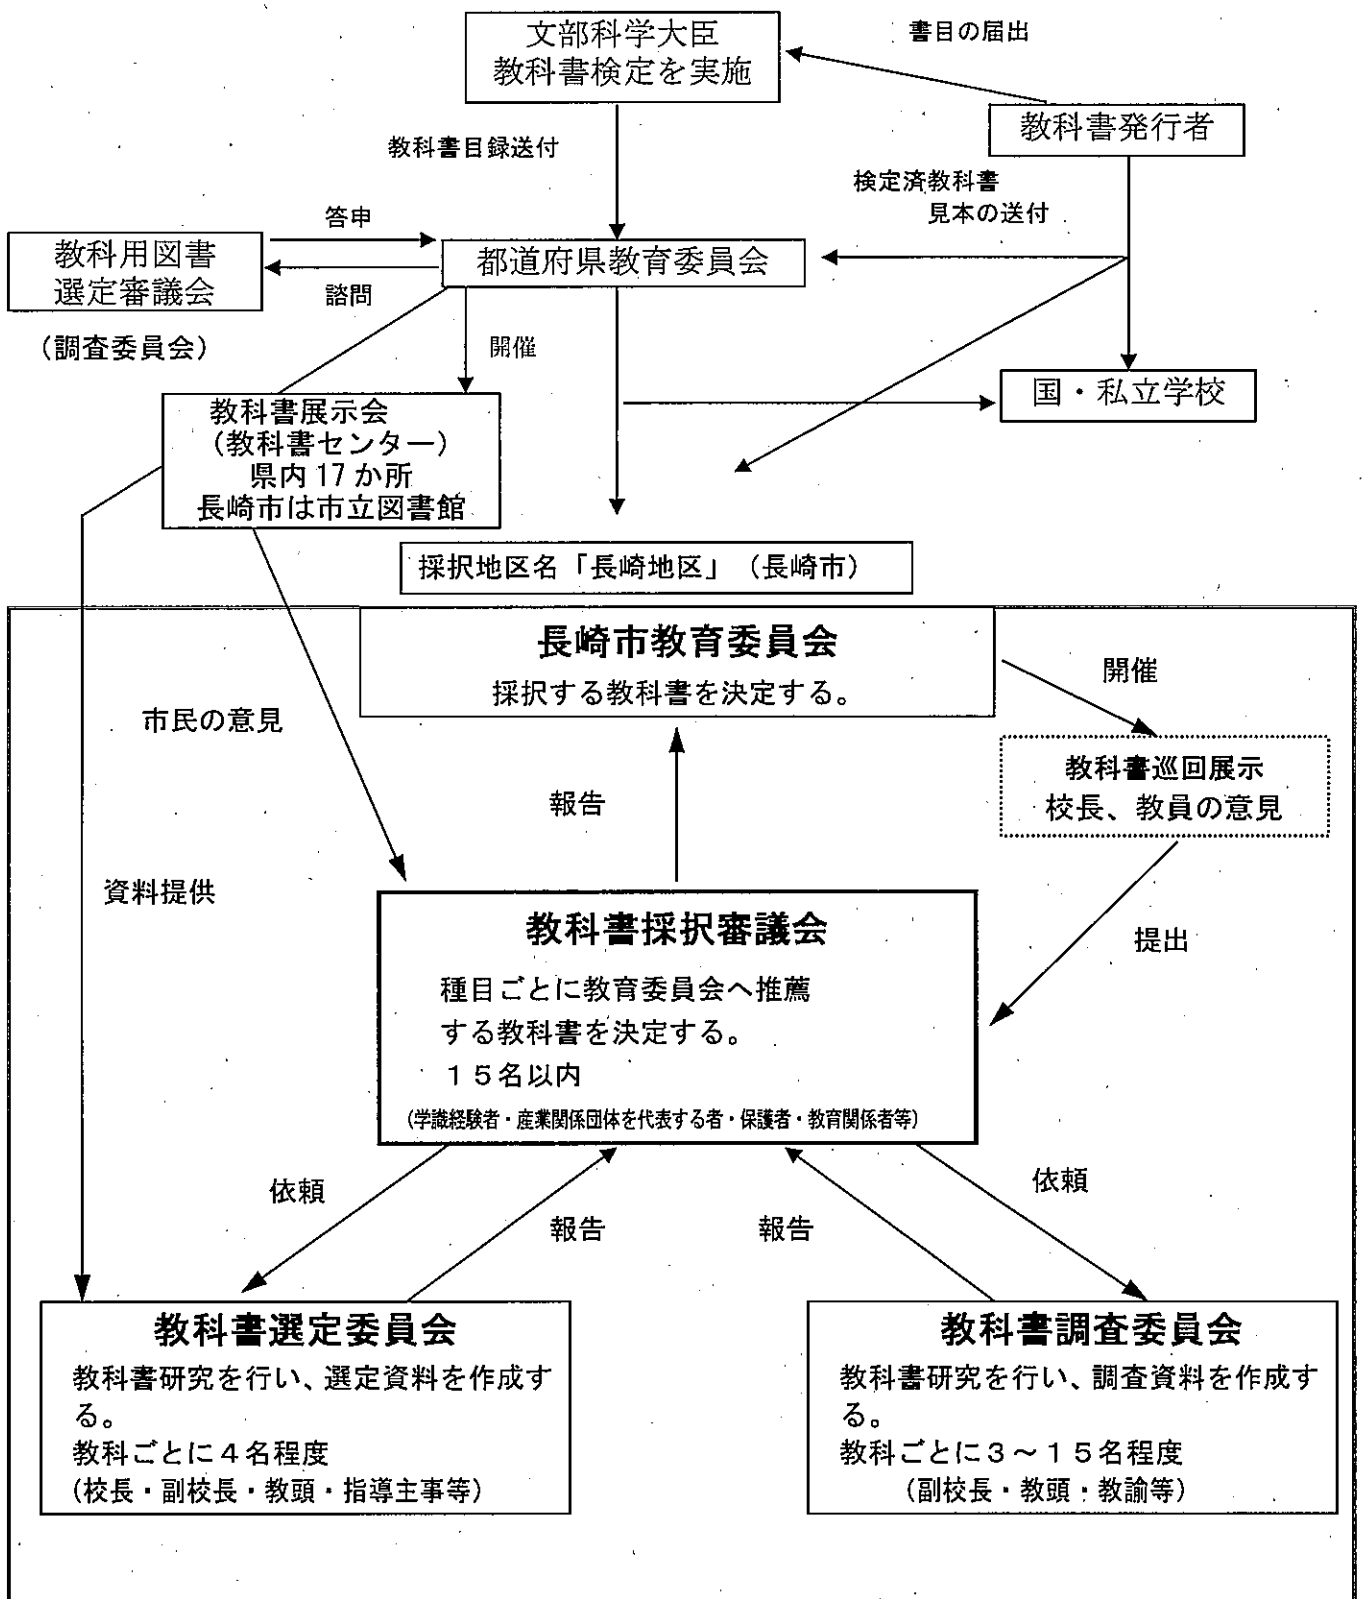 文部科学大臣
教科書検定を実施
書目の届出
教科書発行者
教科書目録送付
検定済教科書
見本の送付
答申
教科用図書
選定審議会
都道府県教育委員会
諮問
(調査委員会)
開催
国・私立学校
教科書展示会
(教科書センター)
県内17か所
長崎市は市立図書館
採択地区名「長崎地区」(長崎市)
長崎市教育委員会
採択する教科書を決定する。
開催
市民の意見
教科書巡回展示
校長、教員の意見
報告
資料提供
教科書採択審議会
提出
種目ごとに教育委員会へ推薦
する教科書を決定する。
15名以内
(学識経験者・産業関係団体を代表する者・保護者・教育関係者等)
依頼
報告
報告
依頼
教科書選定委員会
教科書研究を行い、選定資料を作成す
る。
教科ごとに4名程度
(校長・副校長・教頭・指導主事等)
教科書調査委員会
教科書研究を行い、調査資料を作成す
る。
教科ごとに3~15名程度
(副校長・教頭・教諭等)